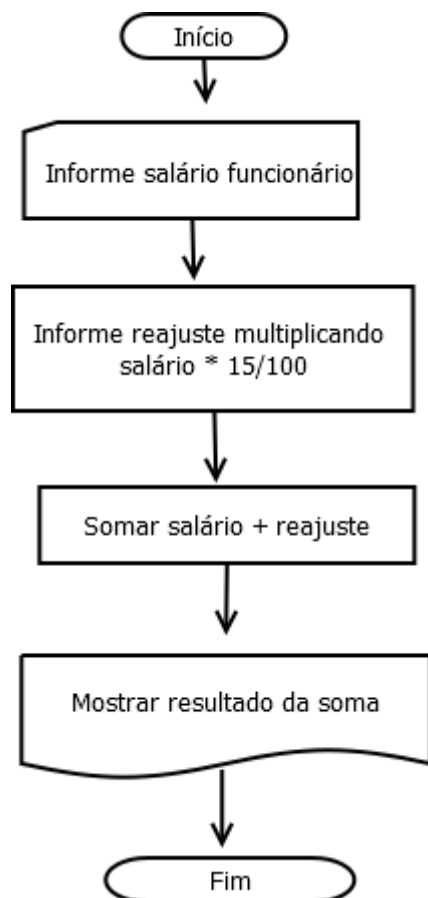 Início
Informe salário funcionário
Informe reajuste multiplicando
salário * 15/100
Somar salário + reajuste
Mostrar resultado da soma
Fim